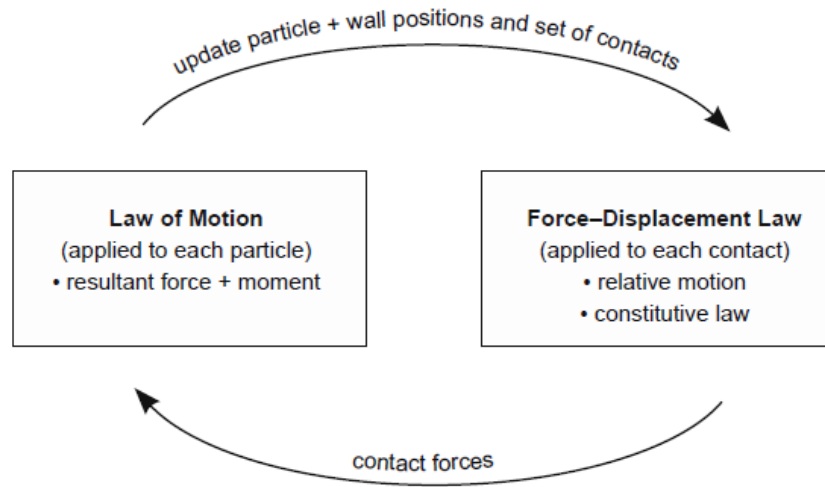 update particle + wall positions and set of contacts
Law of Motion
(applied to each particle)
• resultant force + moment
Force–Displacement Law
(applied to each contact)
• relative motion
• constitutive law
contact forces